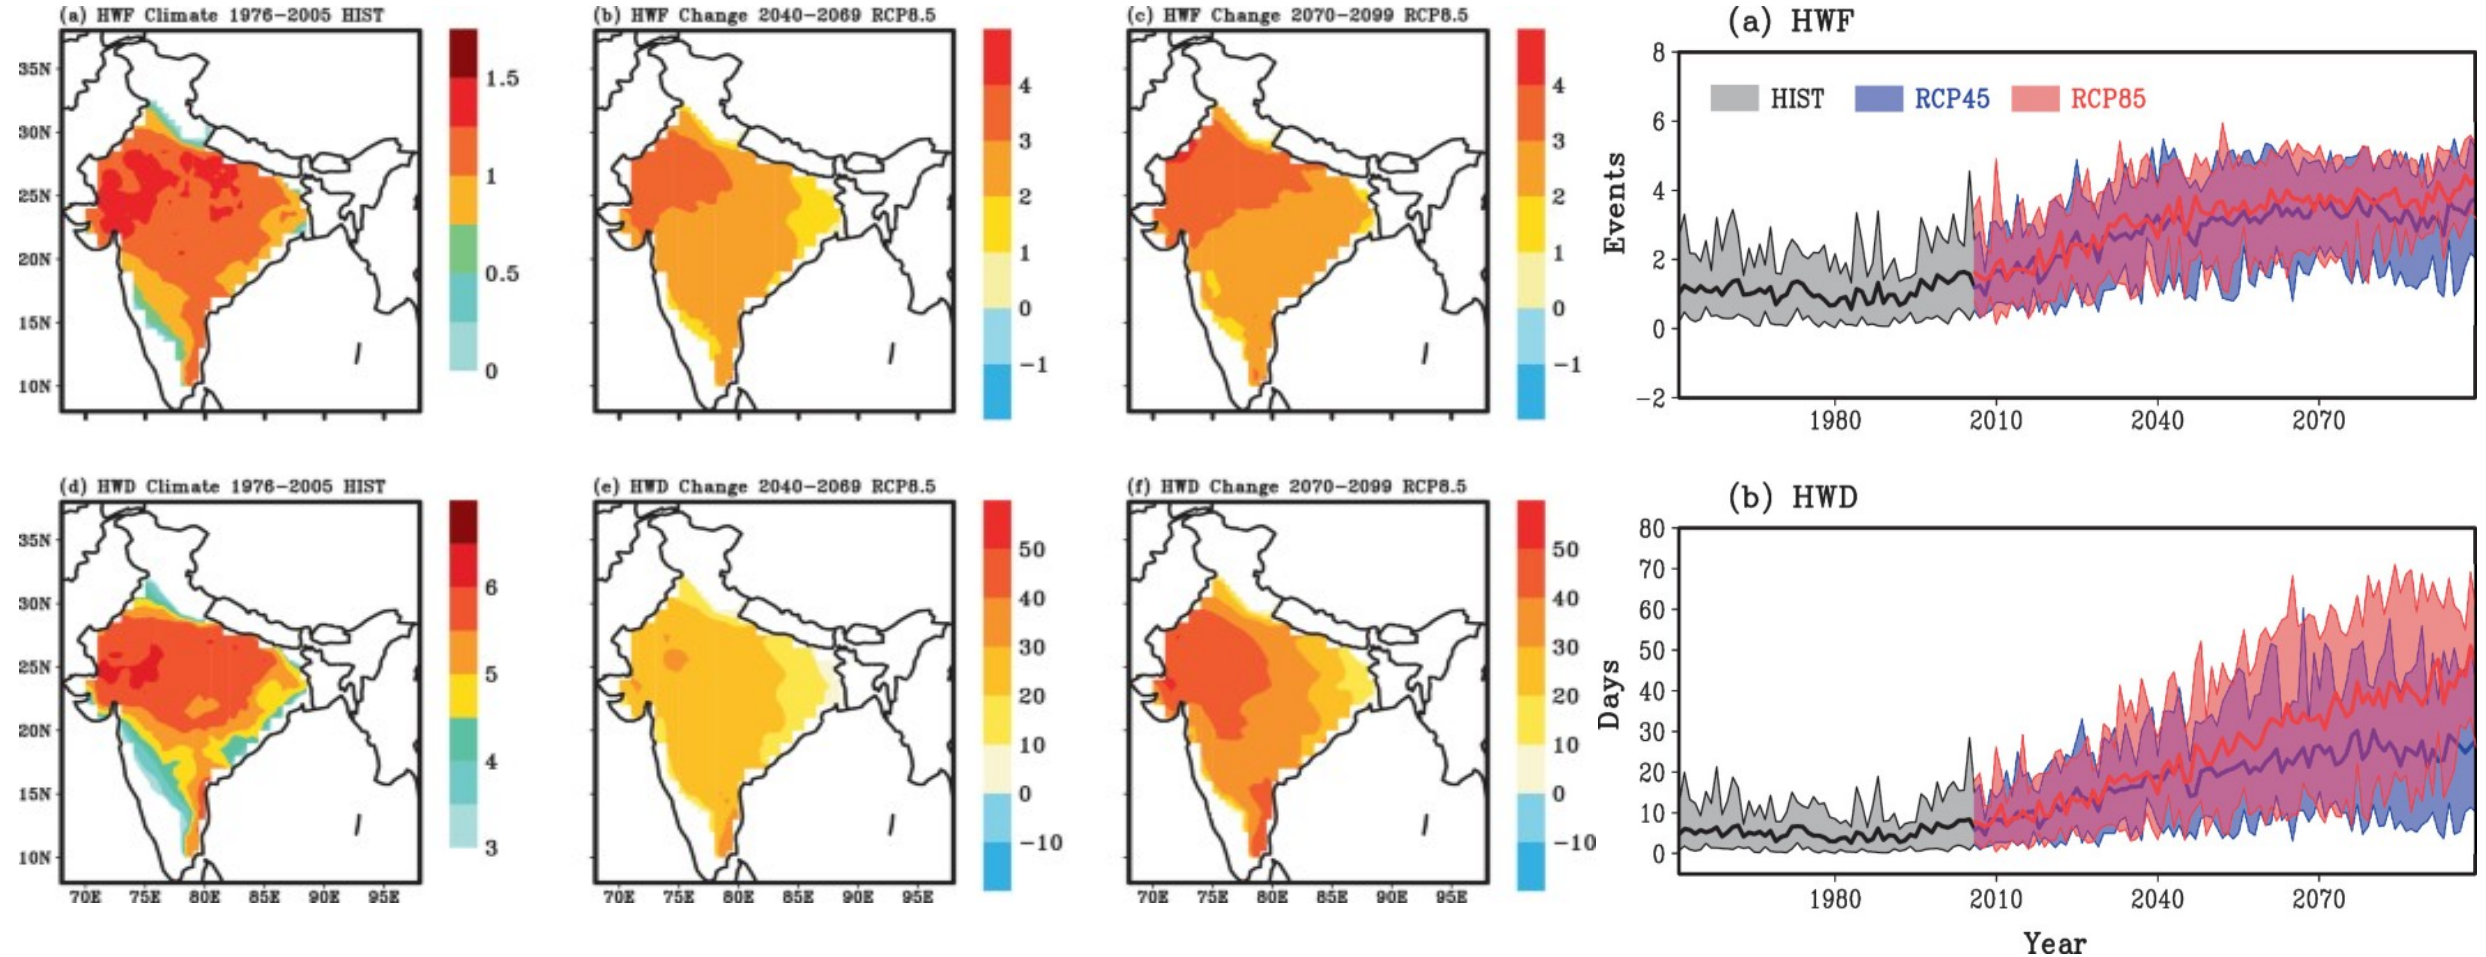 (a) HWF Climate 1976-2005 HIST
35N
30N
25N
20N
15N
10N
1.5
1
0.5
0
(b) HWF Change 2040-2069 RCP8.5
4
3
2
1
0
-1
(c) HWF Change 2070-2099 RCP8.5
4
3
2
1
0
-1
(a) HWF
8
6
4
2
0
-2
Events
HIST
RCP45
RCP85
1980
2010
2040
2070
(d) HWD Climate 1976-2005 HIST
35N
30N
25N
20N
15N
10N
70E
75E
80E
85E
90E
95E
6
5
4
3
(e) HWD Change 2040-2069 RCP8.5
70E
75E
80E
85E
90E
95E
50
40
30
20
10
0
-10
(f) HWD Change 2070-2099 RCP8.5
70E
75E
80E
85E
90E
95E
50
40
30
20
10
0
-10
(b) HWD
80
70
60
50
40
30
20
10
0
Days
1980
2010
2040
2070
Year